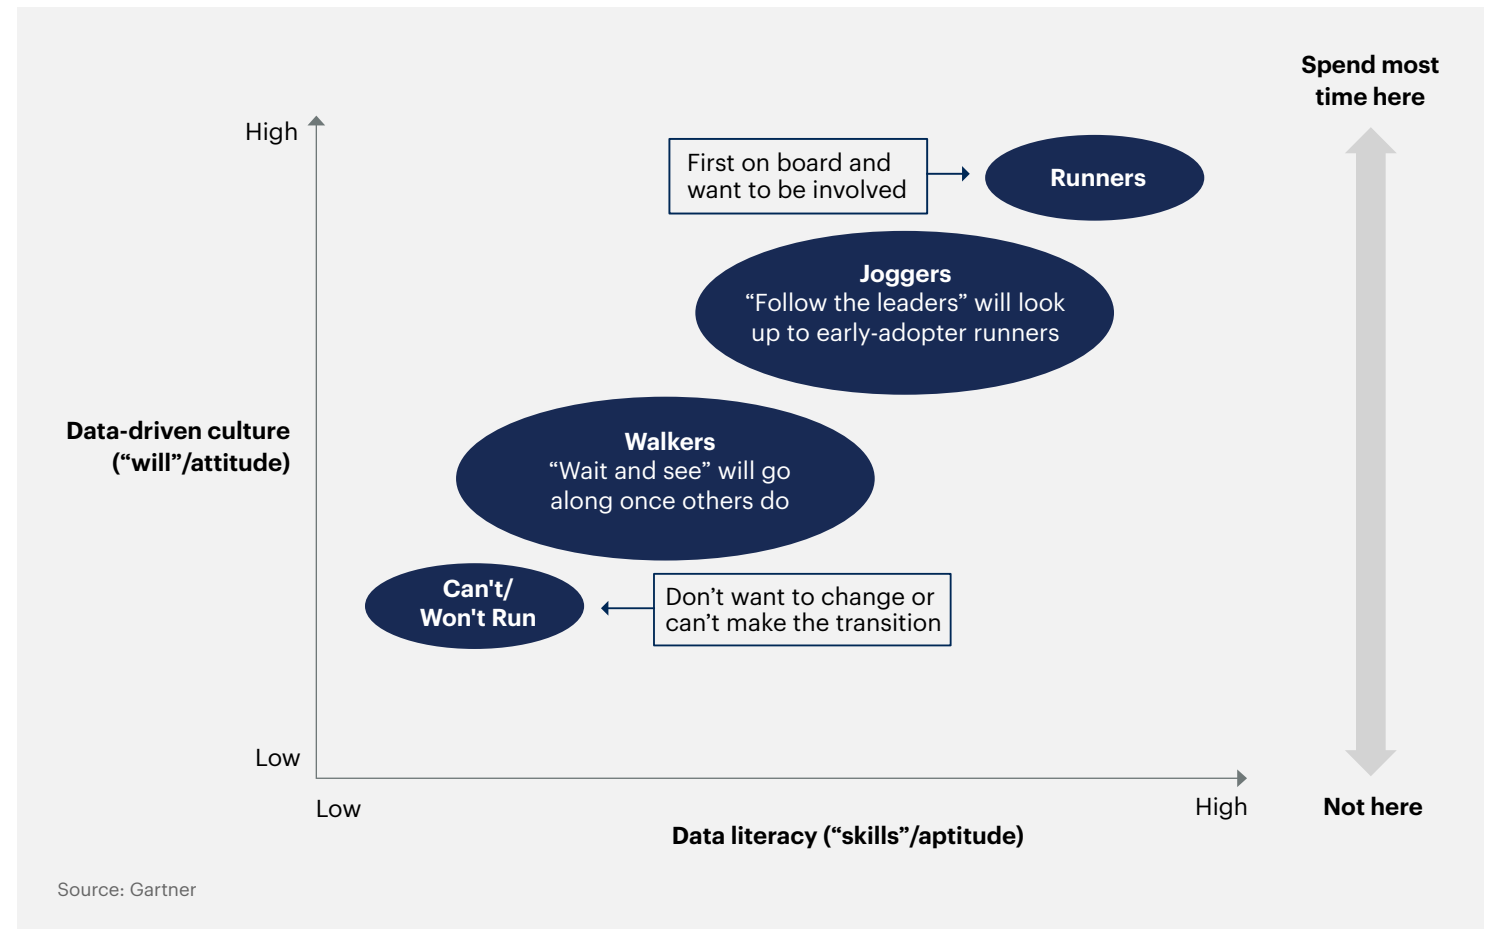 Spend most
time here
High
First on board and
want to be involved
Runners
Joggers
“Follow the leaders” will look
up to early-adopter runners
Data-driven culture
(“will”/attitude)
Walkers
“Wait and see” will go
along once others do
Can't/
Won't Run
Don’t want to change or
can’t make the transition
Low
Low
High
Not here
Data literacy (“skills”/aptitude)
Source: Gartner